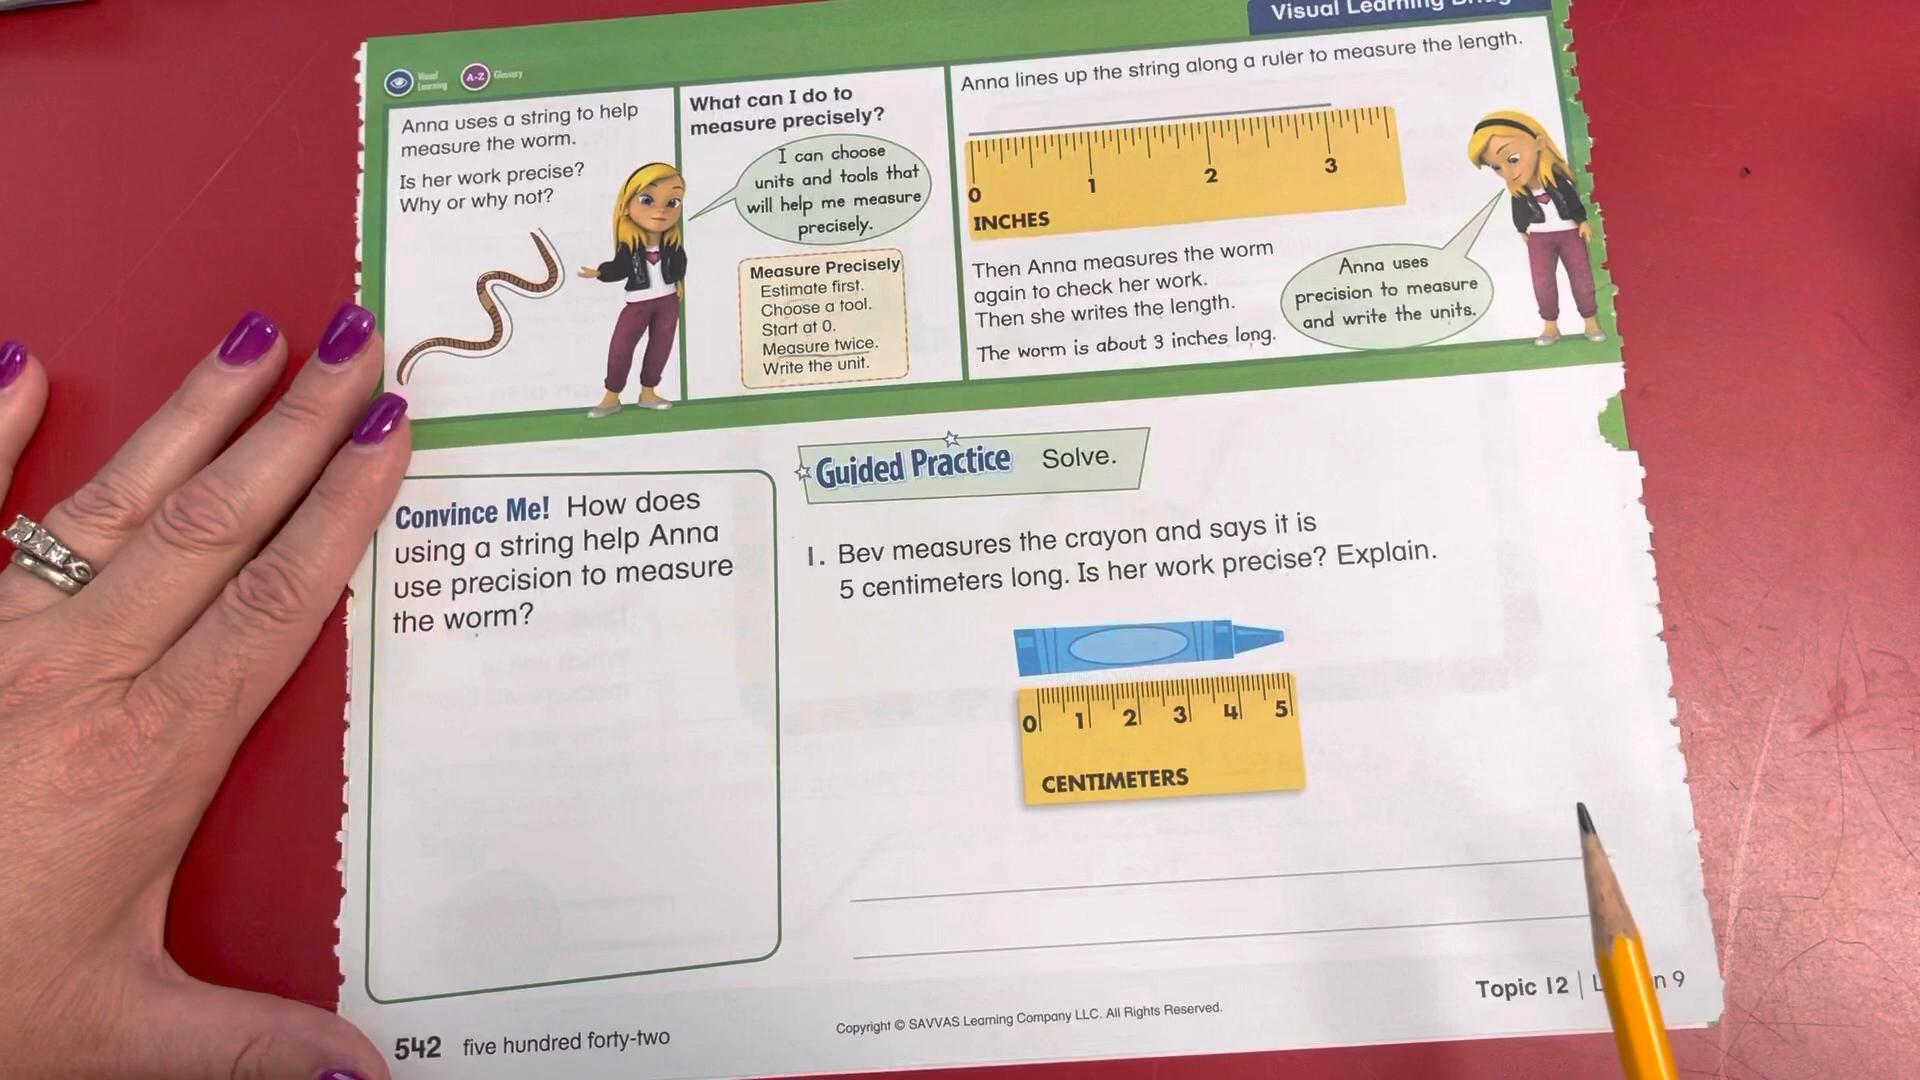 Visual Learning
Visual
Learning
A-Z
Glossary
Anna uses a string to help
measure the worm.
Is her work precise?
Why or why not?
What can I do to
measure precisely?
I can choose
units and tools that
will help me measure
precisely.
Measure Precisely
Estimate first.
Choose a tool.
Start at 0.
Measure twice.
Write the unit.
Anna lines up the string along a ruler to measure the length.
0 1 2 3
INCHES
Then Anna measures the worm
again to check her work.
Then she writes the length.
The worm is about 3 inches long.
Anna uses
precision to measure
and write the units.
Convince Me! How does
using a string help Anna
use precision to measure
the worm?
Guided Practice Solve.
1. Bev measures the crayon and says it is
5 centimeters long. Is her work precise? Explain.
0 1 2 3 4 5
CENTIMETERS
542 five hundred forty-two
Copyright © SAVVAS Learning Company LLC. All Rights Reserved.
Topic 12 | 9